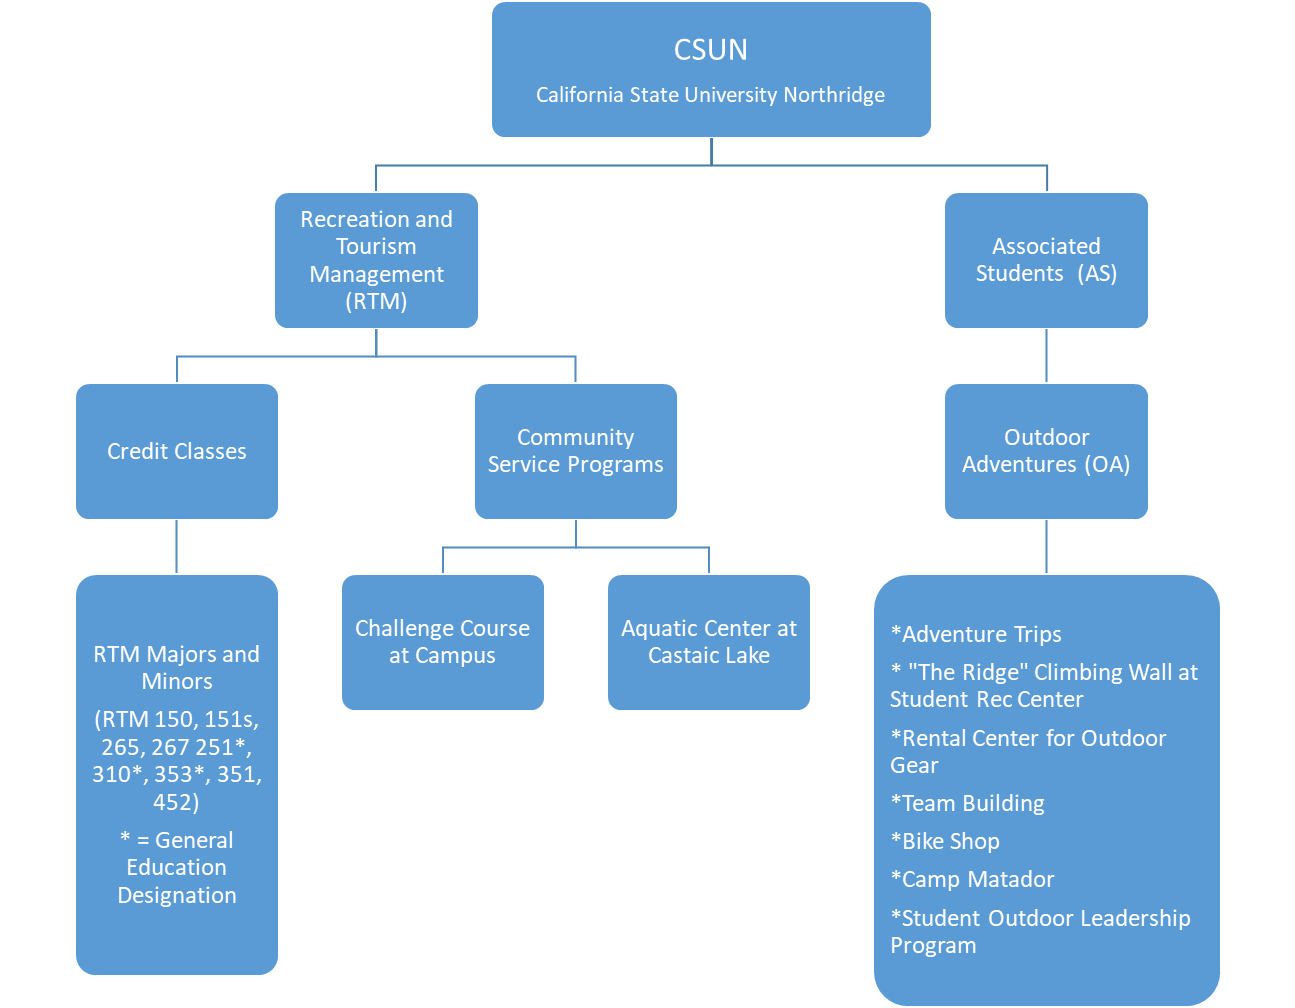 CSUN
California State University Northridge
Recreation and
Tourism
Management
(RTM)
Associated
Students  (AS)
Credit Classes
Community
Service Programs
Outdoor
Adventures (OA)
RTM Majors and
Minors
(RTM 150, 151s,
265, 267 251*,
310*, 353*, 351,
452)
* = General
Education
Designation
Challenge Course
at Campus
Aquatic Center at
Castaic Lake
*Adventure Trips
* "The Ridge" Climbing Wall at
Student Rec Center
*Rental Center for Outdoor
Gear
*Team Building
*Bike Shop
*Camp Matador
*Student Outdoor Leadership
Program